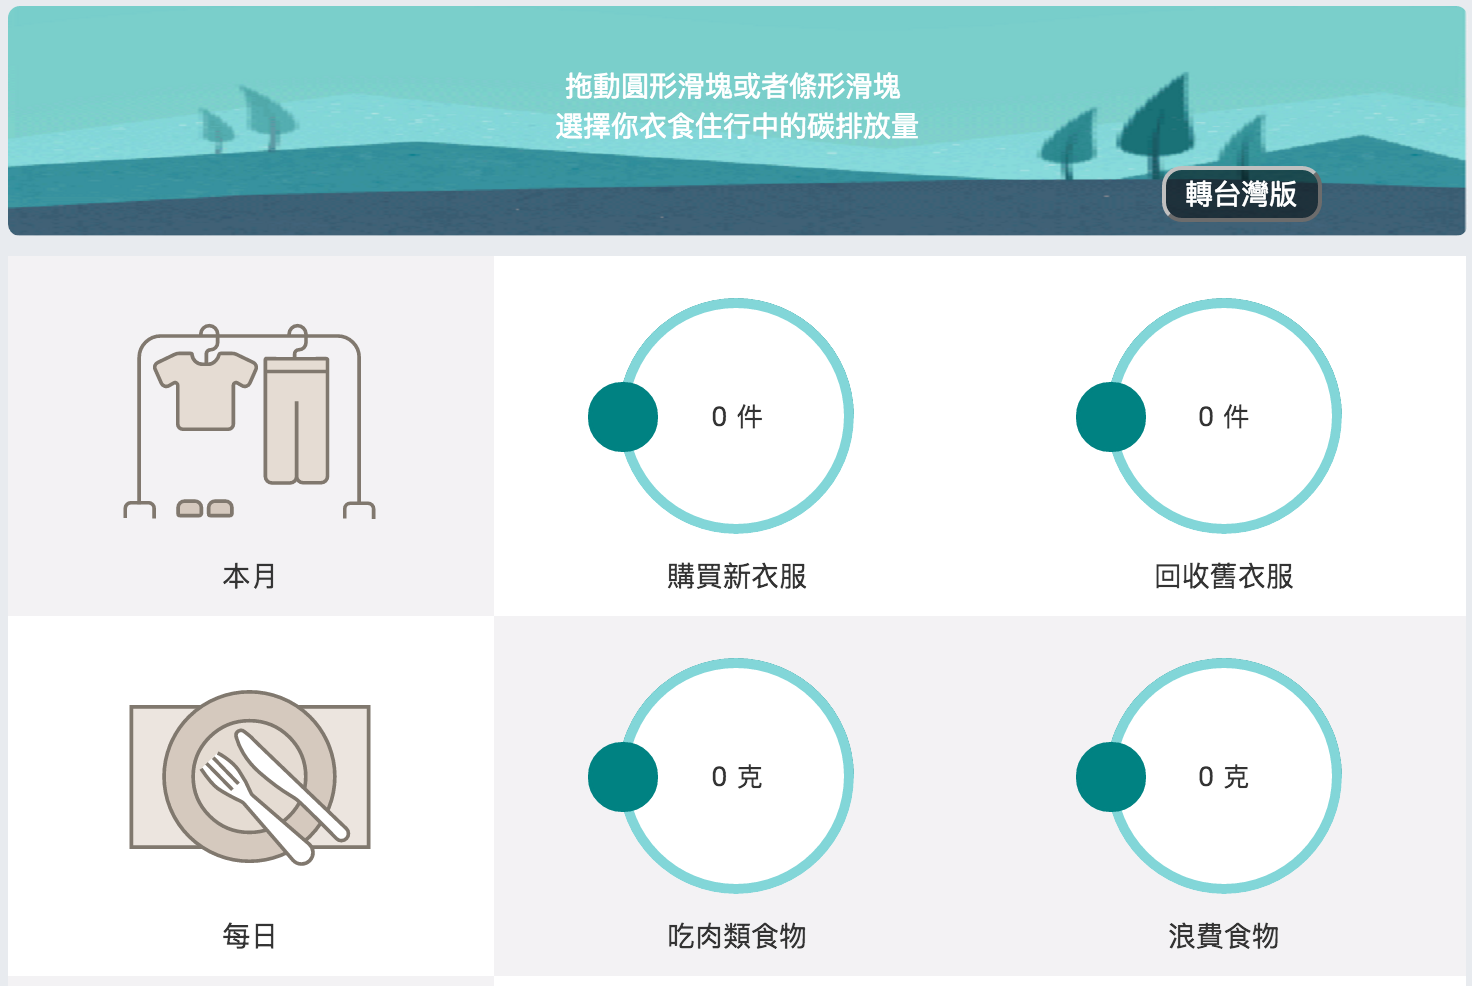 拖動圓形滑塊或者條形滑塊
選擇你衣食住行中的碳排放量
轉台灣版
0 件
0 件
本月
購買新衣服
回收舊衣服
0 克
0 克
每日
吃肉類食物
浪費食物